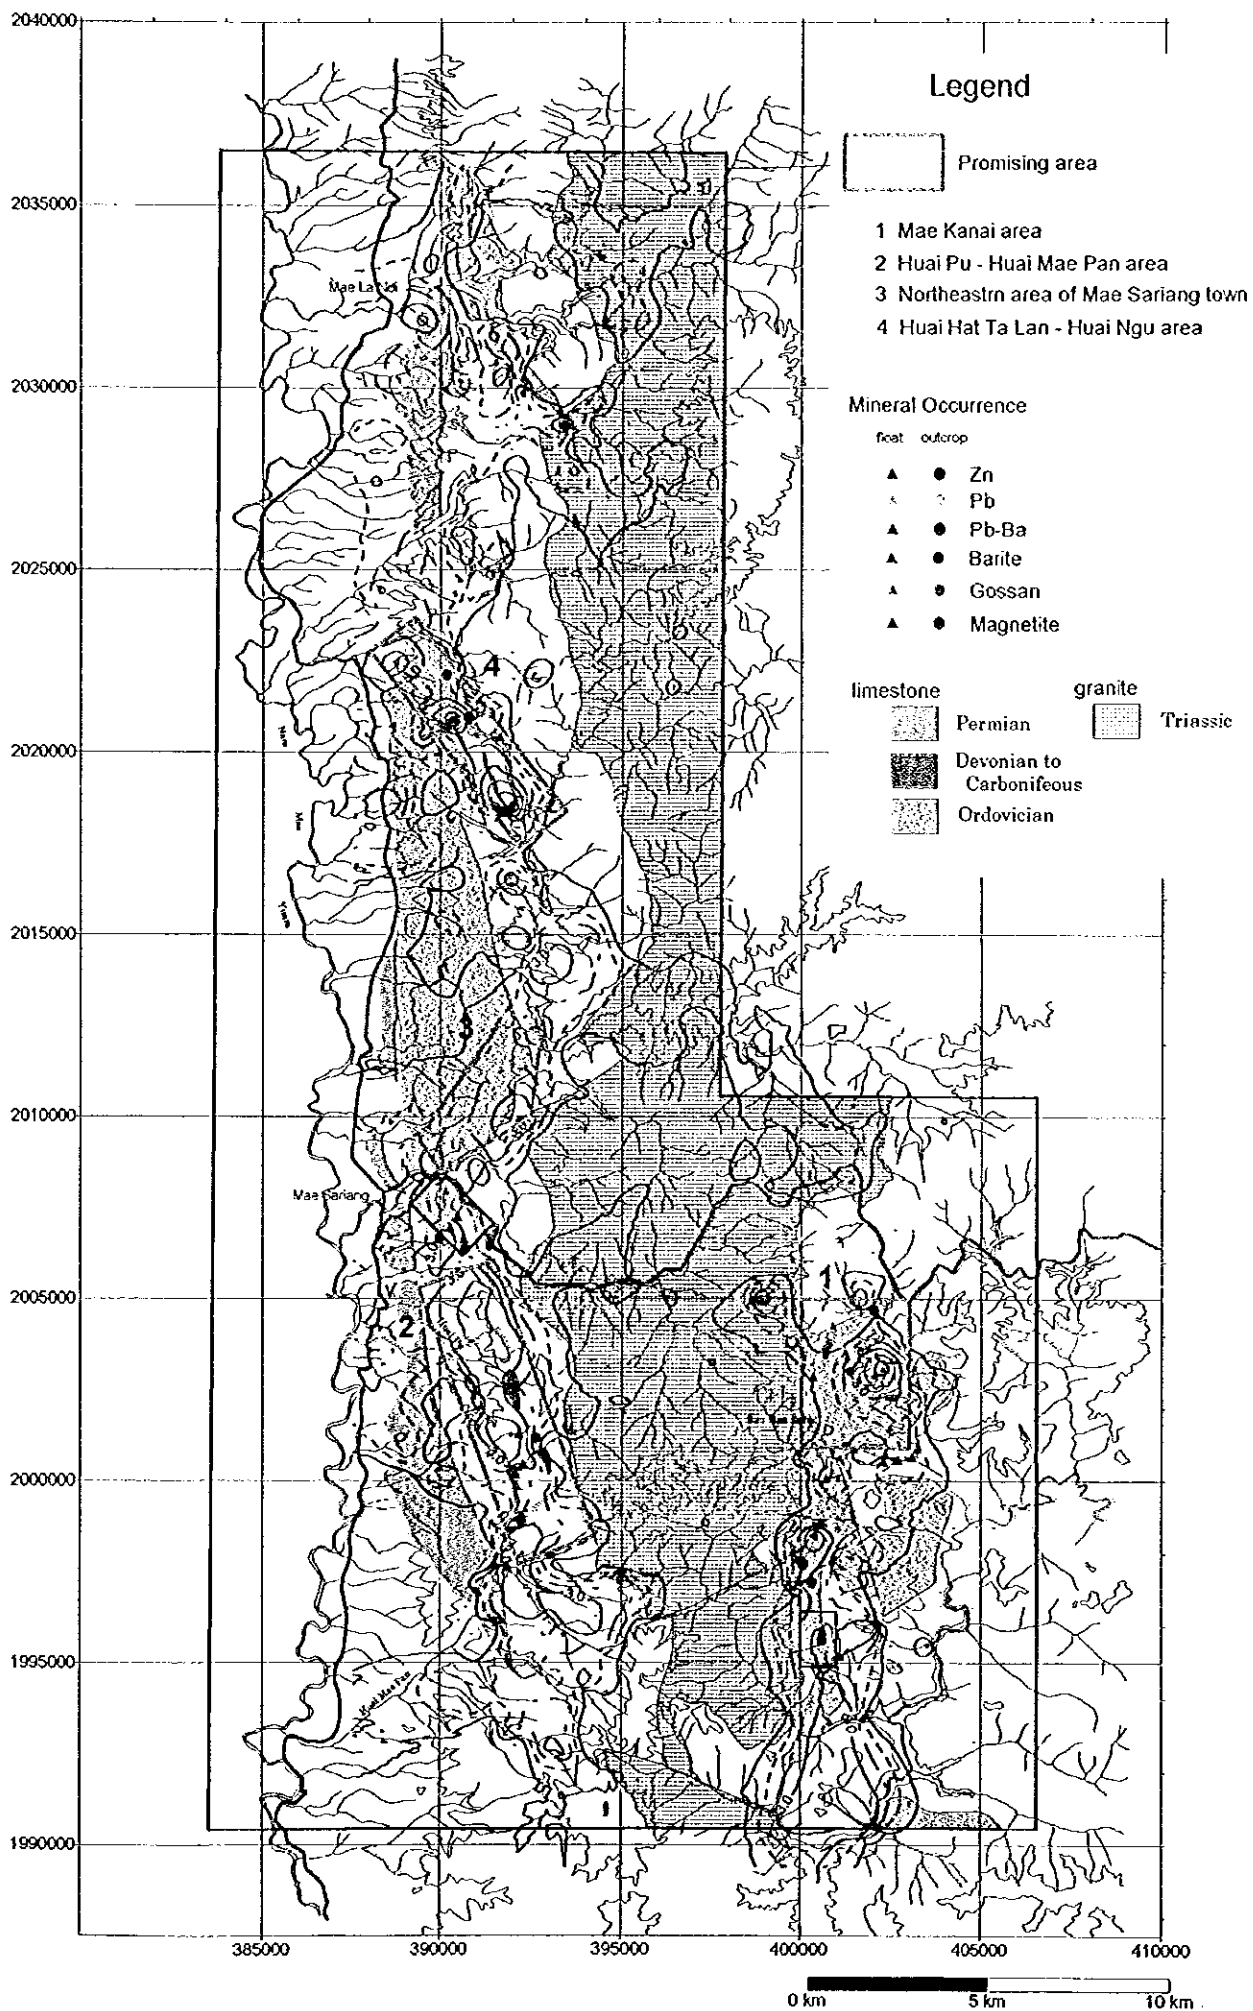 2040000
2035000
2030000
2025000
2020000
2015000
2010000
2005000
2000000
1995000
1990000
385000
390000
395000
400000
405000
410000
0 km
5 km
10 km
Legend
Promising area
1 Mae Kanai area
2 Huai Pu - Huai Mae Pan area
3 Northeastrn area of Mae Sariang town
4 Huai Hat Ta Lan - Huai Ngu area
Mineral Occurrence
float outcrop
Zn
Pb
Pb-Ba
Barite
Gossan
Magnetite
limestone
granite
Permian
Triassic
Devonian to
Carbonifeous
Ordovician
4
Mae
Yuam
3
Mae Sariang
2
1